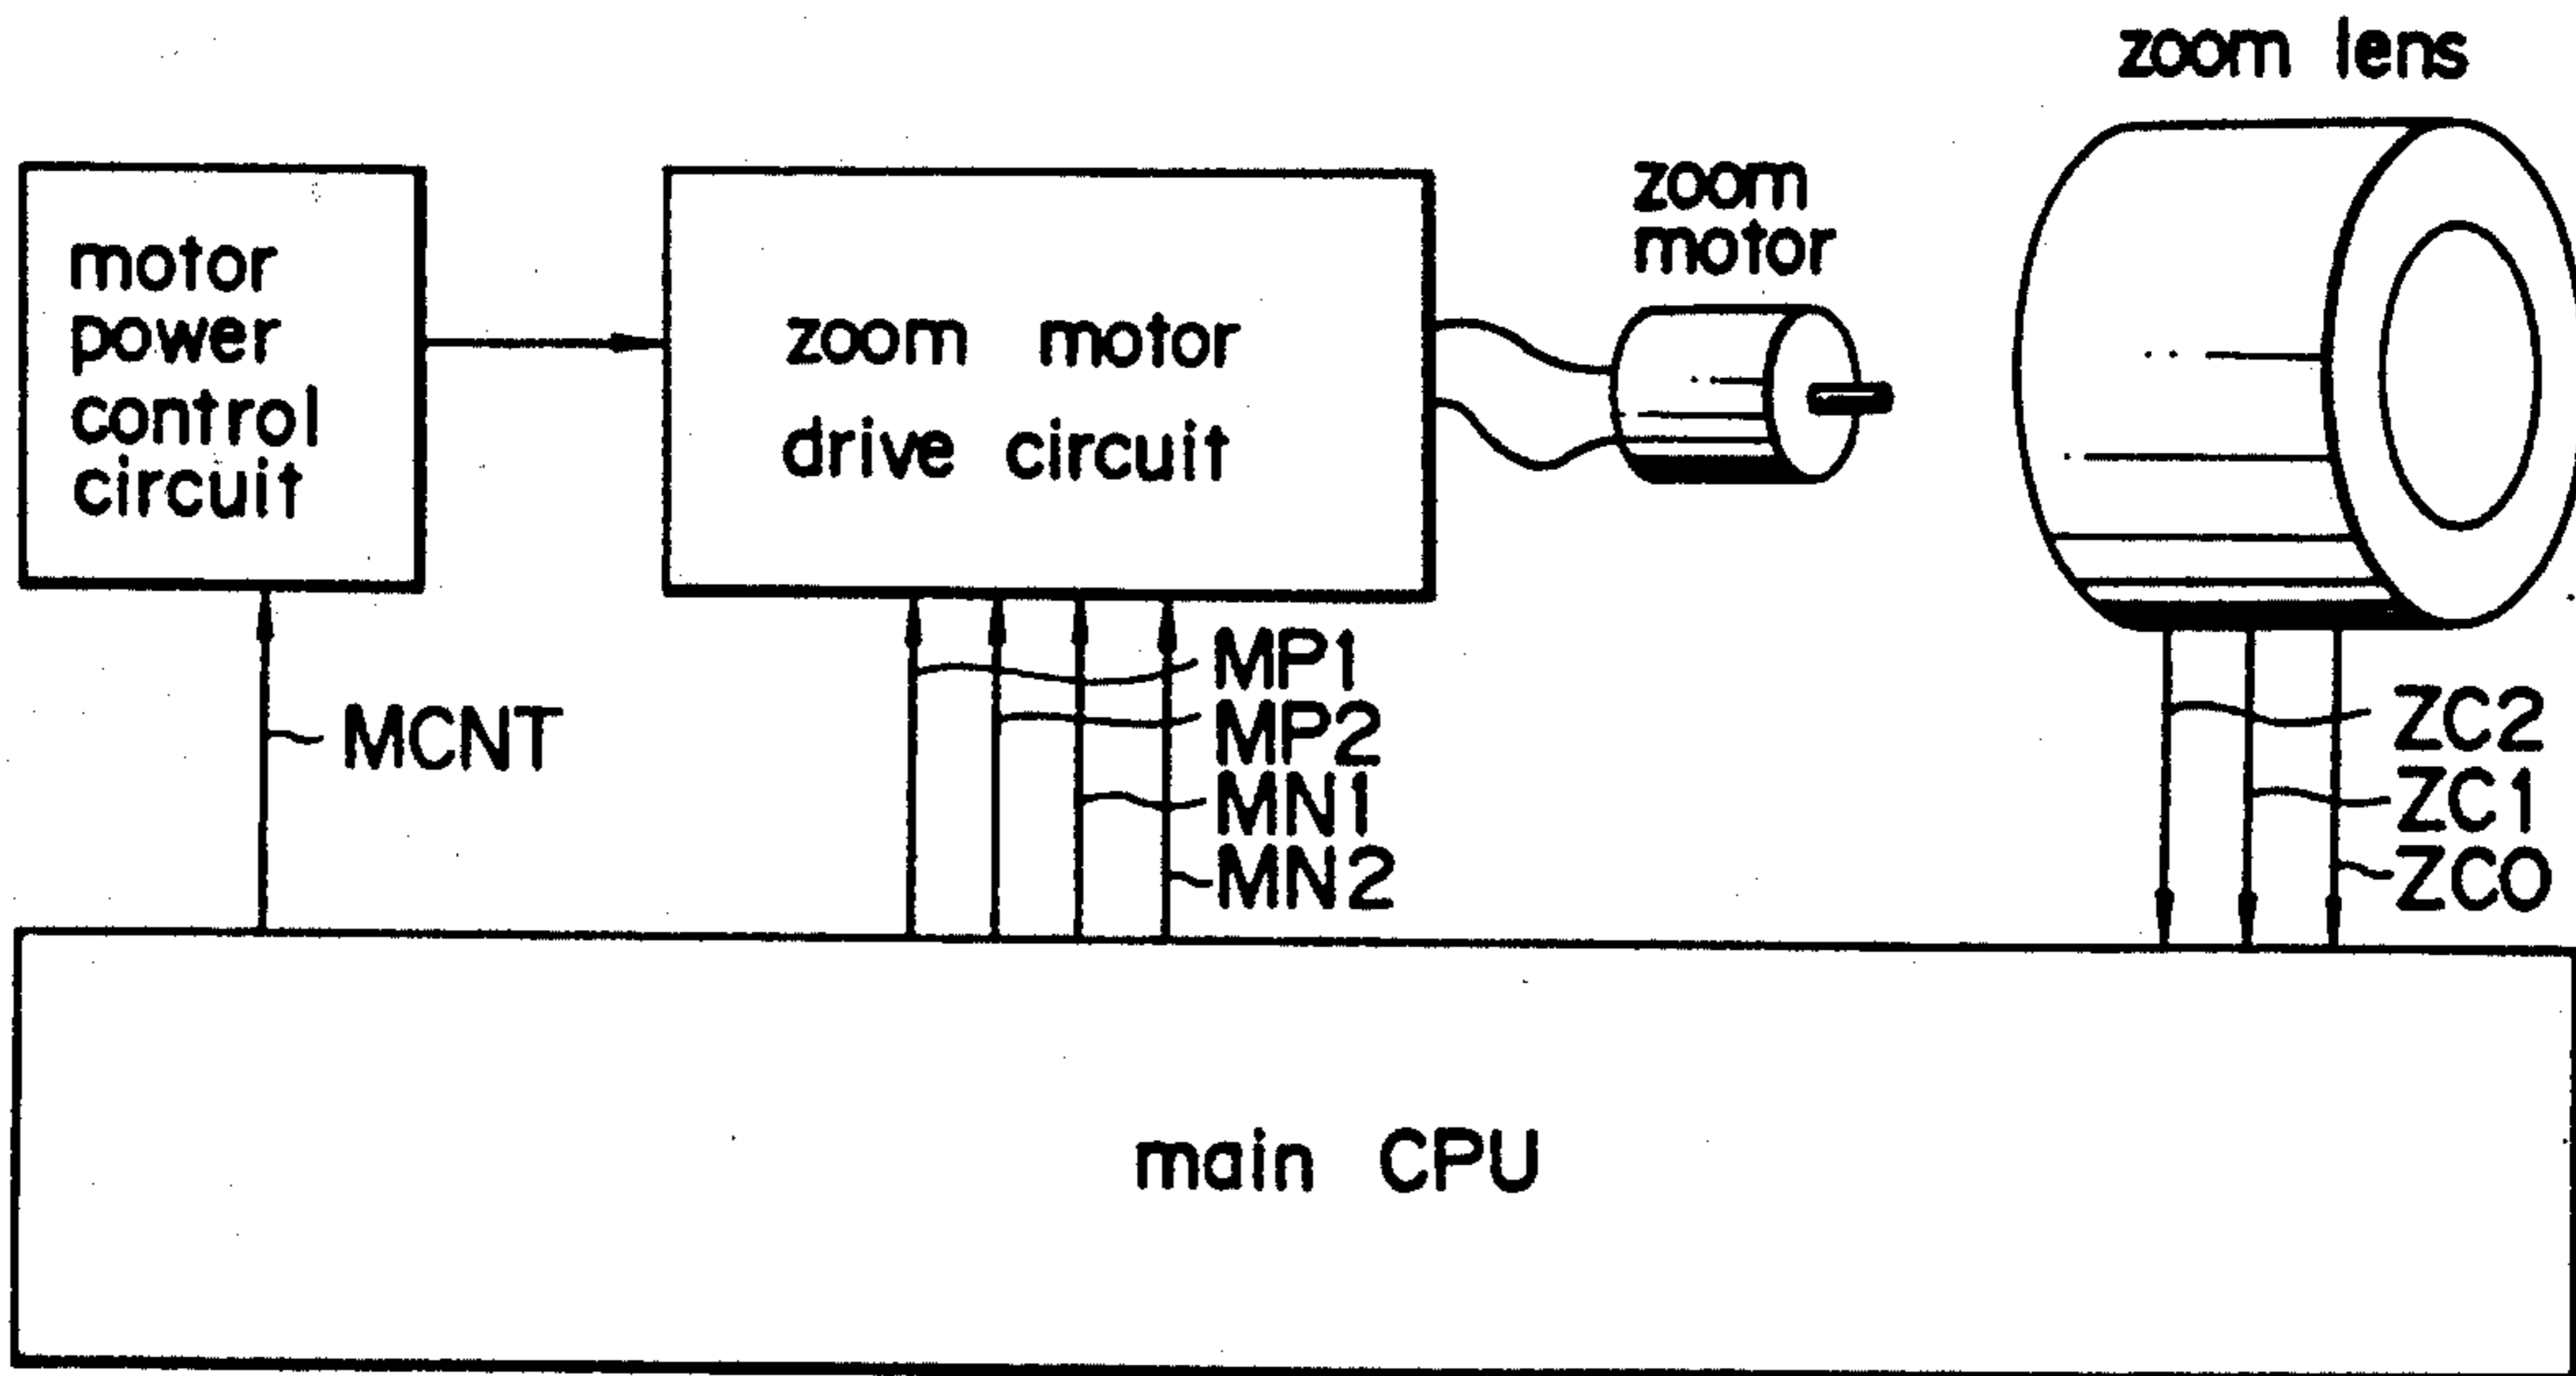 zoom lens
motor
power
control
circuit
zoom motor
drive circuit
zoom
motor
MCNT
MP1
MP2
MN1
MN2
ZC2
ZC1
ZC0
main CPU